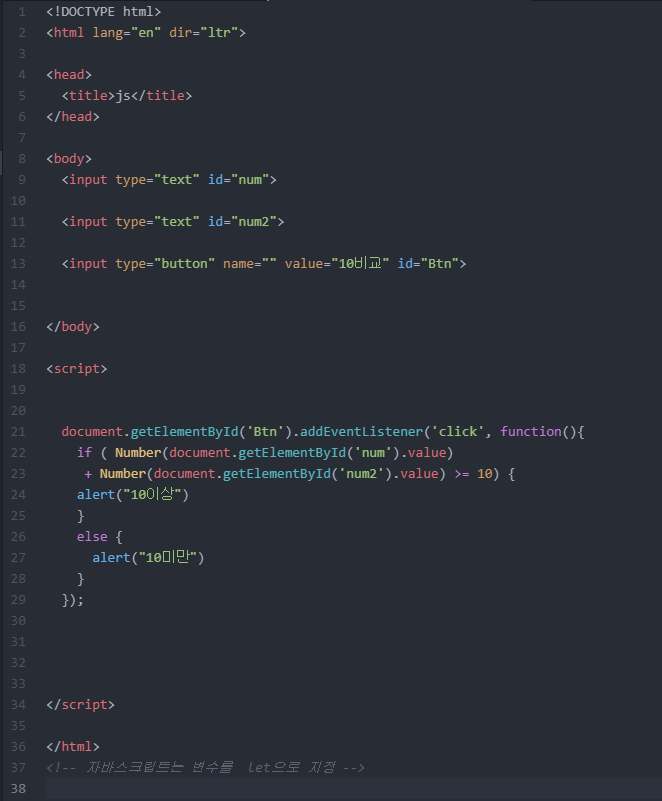 1 <!DOCTYPE html>
2 <html lang="en" dir="ltr">
3
4 <head>
5   <title>js</title>
6 </head>
7
8 <body>
9   <input type="text" id="num">
10
11   <input type="text" id="num2">
12
13   <input type="button" name="" value="10비교" id="Btn">
14
15
16 </body>
17
18 <script>
19
20
21   document.getElementById('Btn').addEventListener('click', function(){
22     if ( Number(document.getElementById('num').value)
23      + Number(document.getElementById('num2').value) >= 10) {
24     alert("10이상")
25     }
26     else {
27       alert("10미만")
28     }
29   });
30
31
32
33
34 </script>
35
36 </html>
37 <!-- 자바스크립트는 변수를  let으로 지정 -->
38